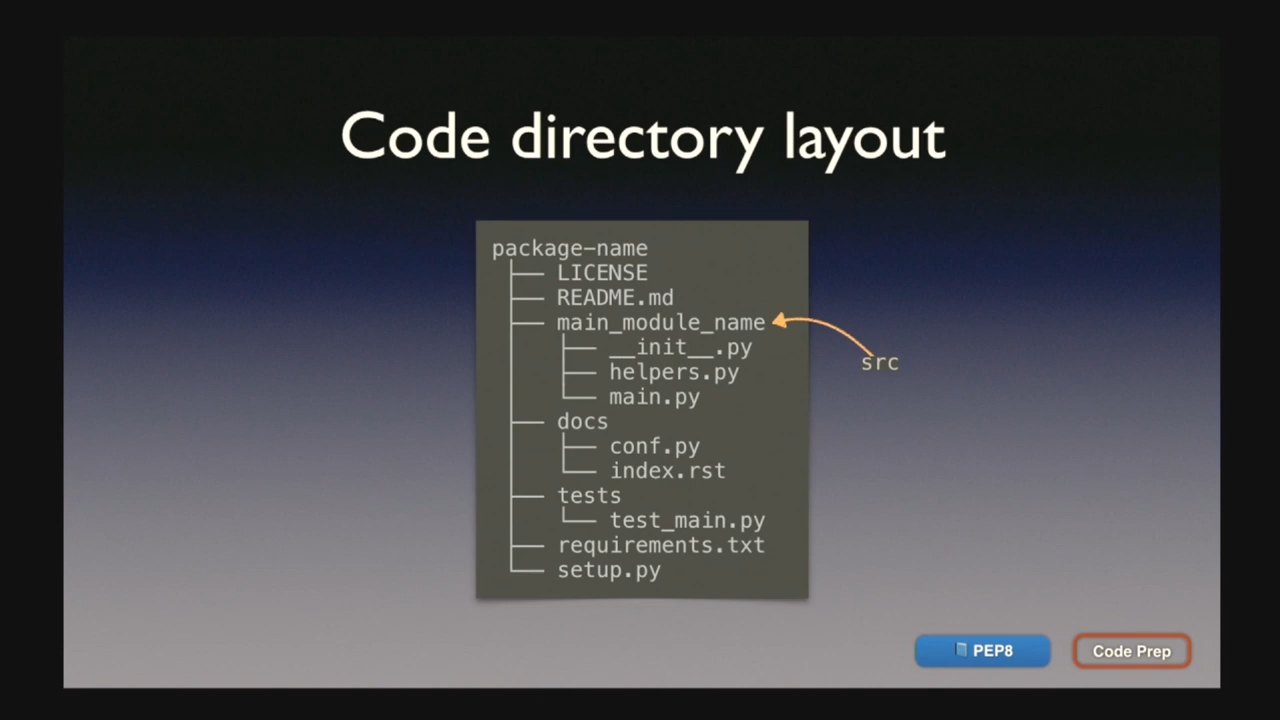 Code directory layout
package-name
├── LICENSE
├── README.md
├── main_module_name
│   ├── __init__.py
│   ├── helpers.py
│   └── main.py
├── docs
│   ├── conf.py
│   └── index.rst
├── tests
│   └── test_main.py
├── requirements.txt
└── setup.py
src
PEP8
Code Prep